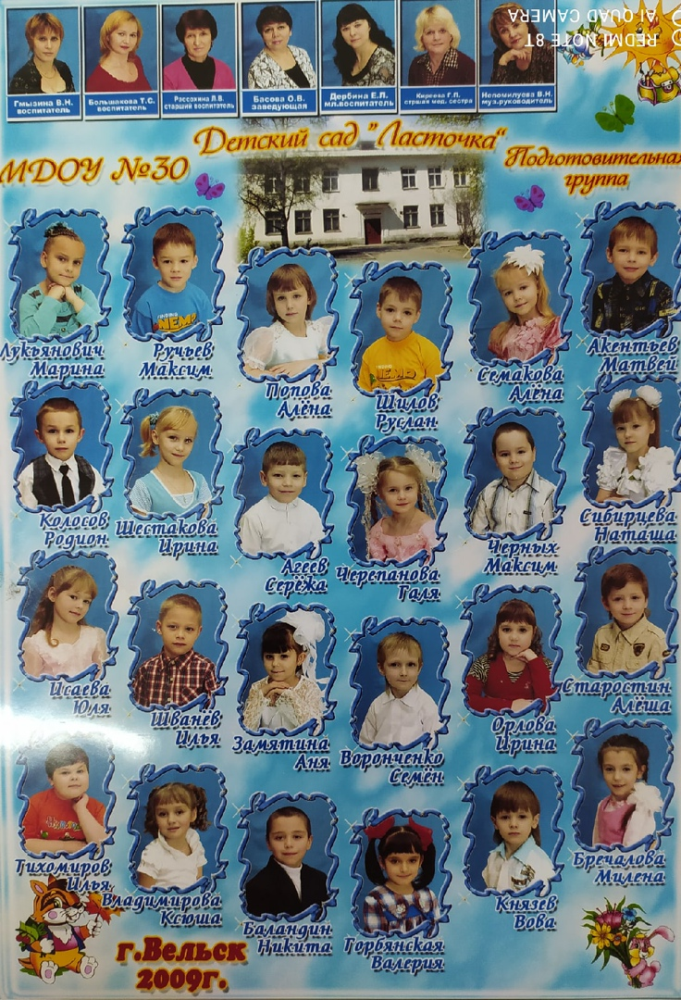 REDMI NOTE 8T
AI QUAD CAMERA
Гмызина В.Н.
воспитатель
Большакова Т.С.
воспитатель
Рассохина Л.В.
старший воспитатель
Басова О.В.
заведующая
Дербина Е.Л.
мл.воспитатель
Киреева Г.П.
старшая мед. сестра
Непомилуева В.Н.
муз.руководитель
Детский сад "Ласточка"
МДОУ №30
Подготовительная
группа
Лукьянович
Марина
Ручьев
Максим
Попова
Алёна
Шилов
Руслан
Семакова
Алёна
Акентьев
Матвей
Колосов
Родион
Шестакова
Ирина
Агеев
Серёжа
Черепанова
Галя
Черных
Максим
Сибирцева
Наташа
Исаева
Юля
Шванёв
Илья
Замятина
Аня
Воронченко
Семён
Орлова
Ирина
Старостин
Алёша
Тихомиров
Илья
Владимирова
Ксюша
Баландин
Никита
Горбянская
Валерия
Князев
Вова
Бречалова
Милена
г.Вельск
2009г.